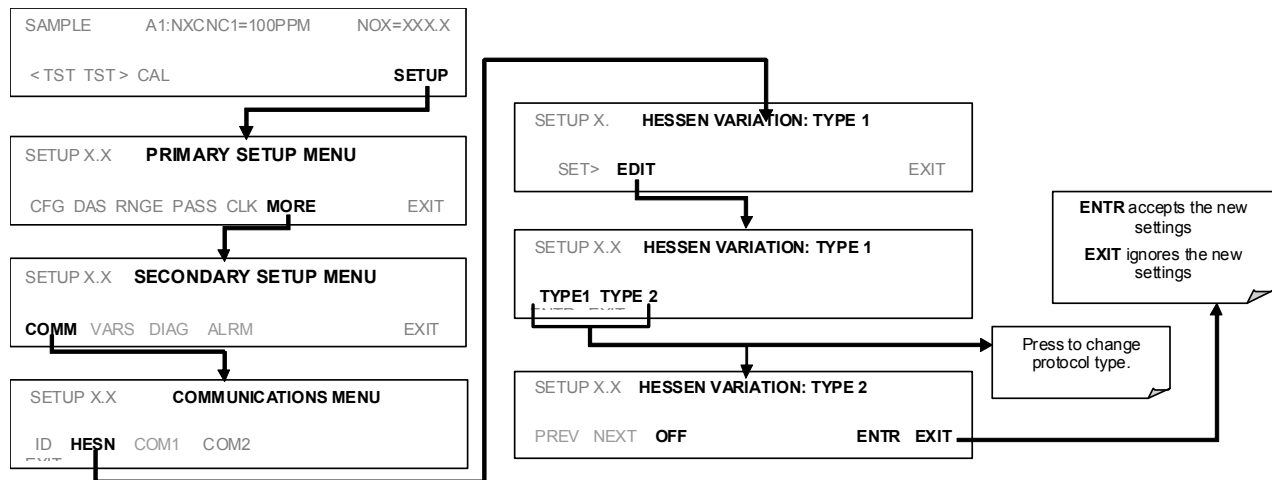 SAMPLE A1:NXCNC1=100PPM NOX=XXX.X
< TST TST > CAL SETUP
SETUP X.X PRIMARY SETUP MENU
CFG DAS RNGE PASS CLK MORE EXIT
SETUP X.X SECONDARY SETUP MENU
COMM VARS DIAG ALRM EXIT
SETUP X.X COMMUNICATIONS MENU
ID HESN COM1 COM2
EXIT
SETUP X. HESSEN VARIATION: TYPE 1
SET> EDIT EXIT
SETUP X.X HESSEN VARIATION: TYPE 1
TYPE1 TYPE 2
ENTR EXIT
SETUP X.X HESSEN VARIATION: TYPE 2
PREV NEXT OFF ENTR EXIT
Press to change
protocol type.
ENTR accepts the new
settings
EXIT ignores the new
settings